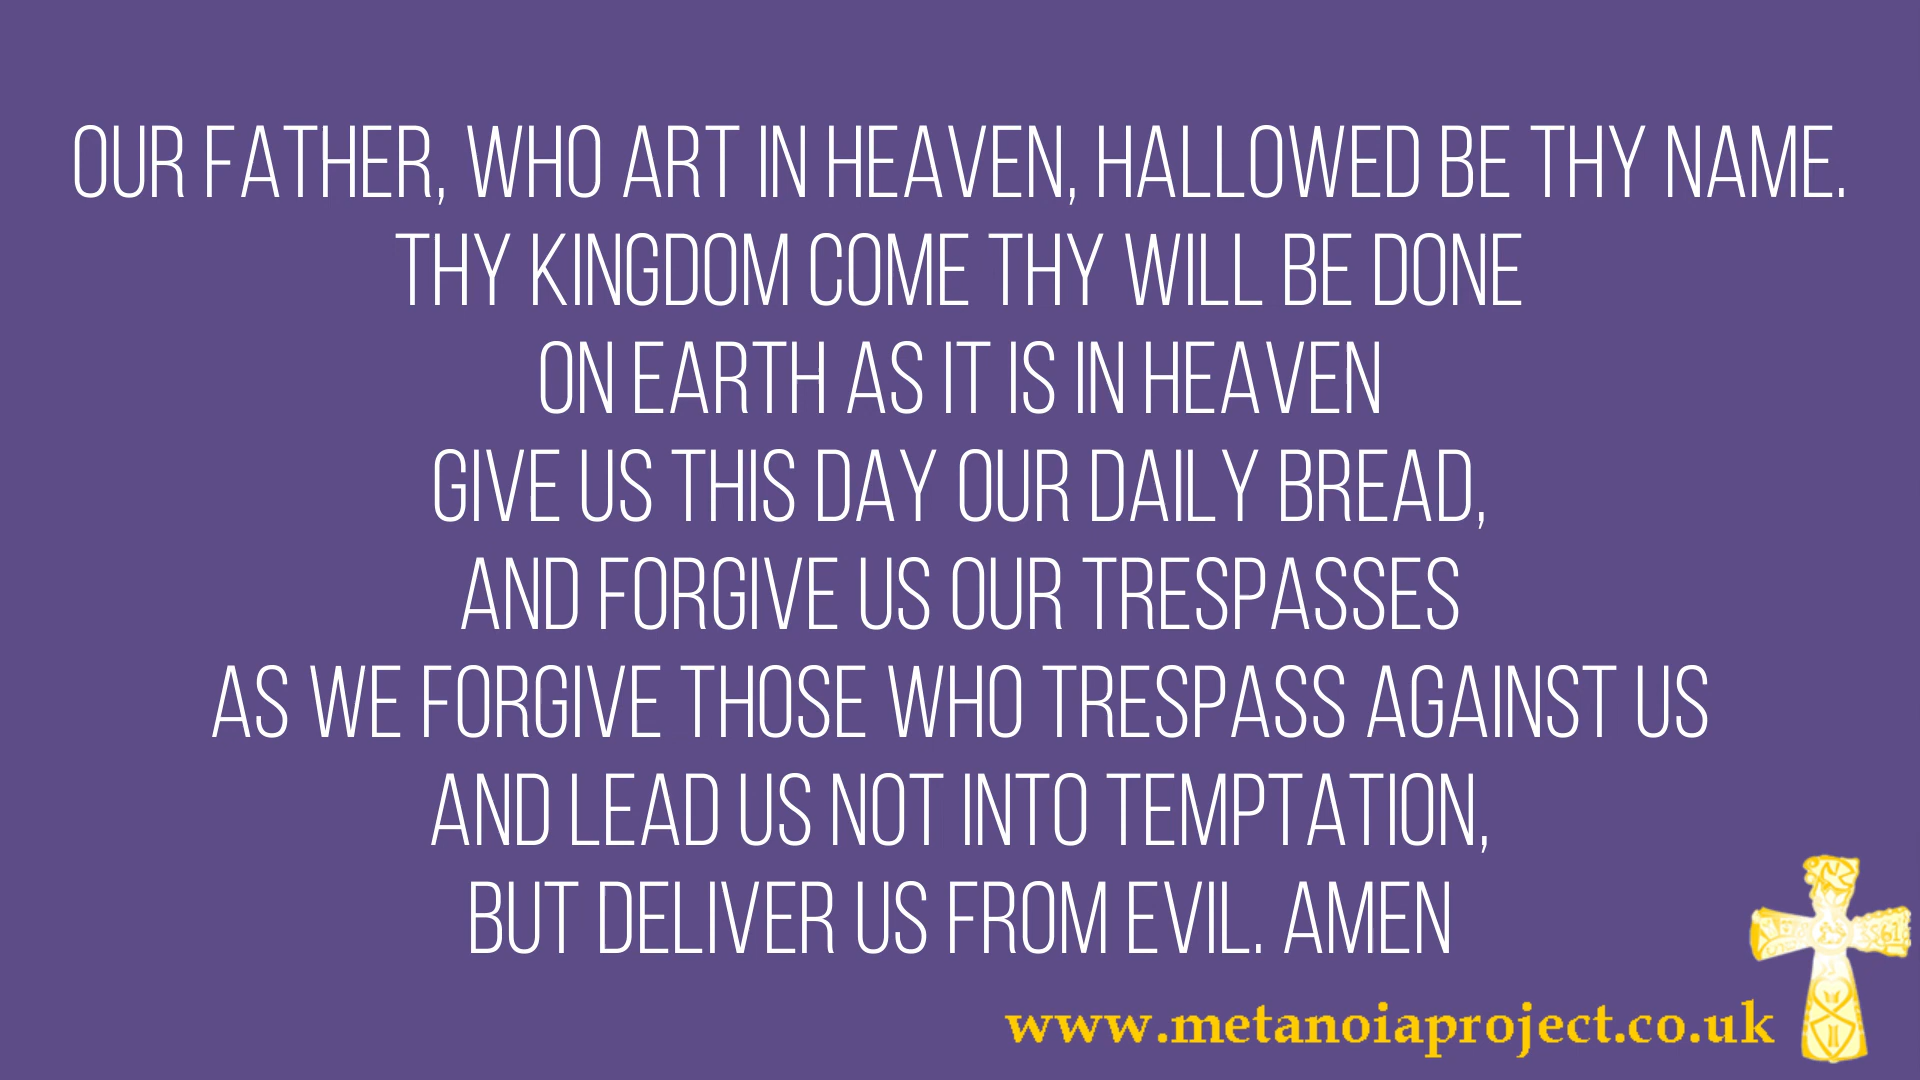 OUR FATHER, WHO ART IN HEAVEN, HALLOWED BE THY NAME.
THY KINGDOM COME THY WILL BE DONE
ON EARTH AS IT IS IN HEAVEN
GIVE US THIS DAY OUR DAILY BREAD,
AND FORGIVE US OUR TRESPASSES
AS WE FORGIVE THOSE WHO TRESPASS AGAINST US
AND LEAD US NOT INTO TEMPTATION,
BUT DELIVER US FROM EVIL. AMEN
www.metanoiaproject.co.uk